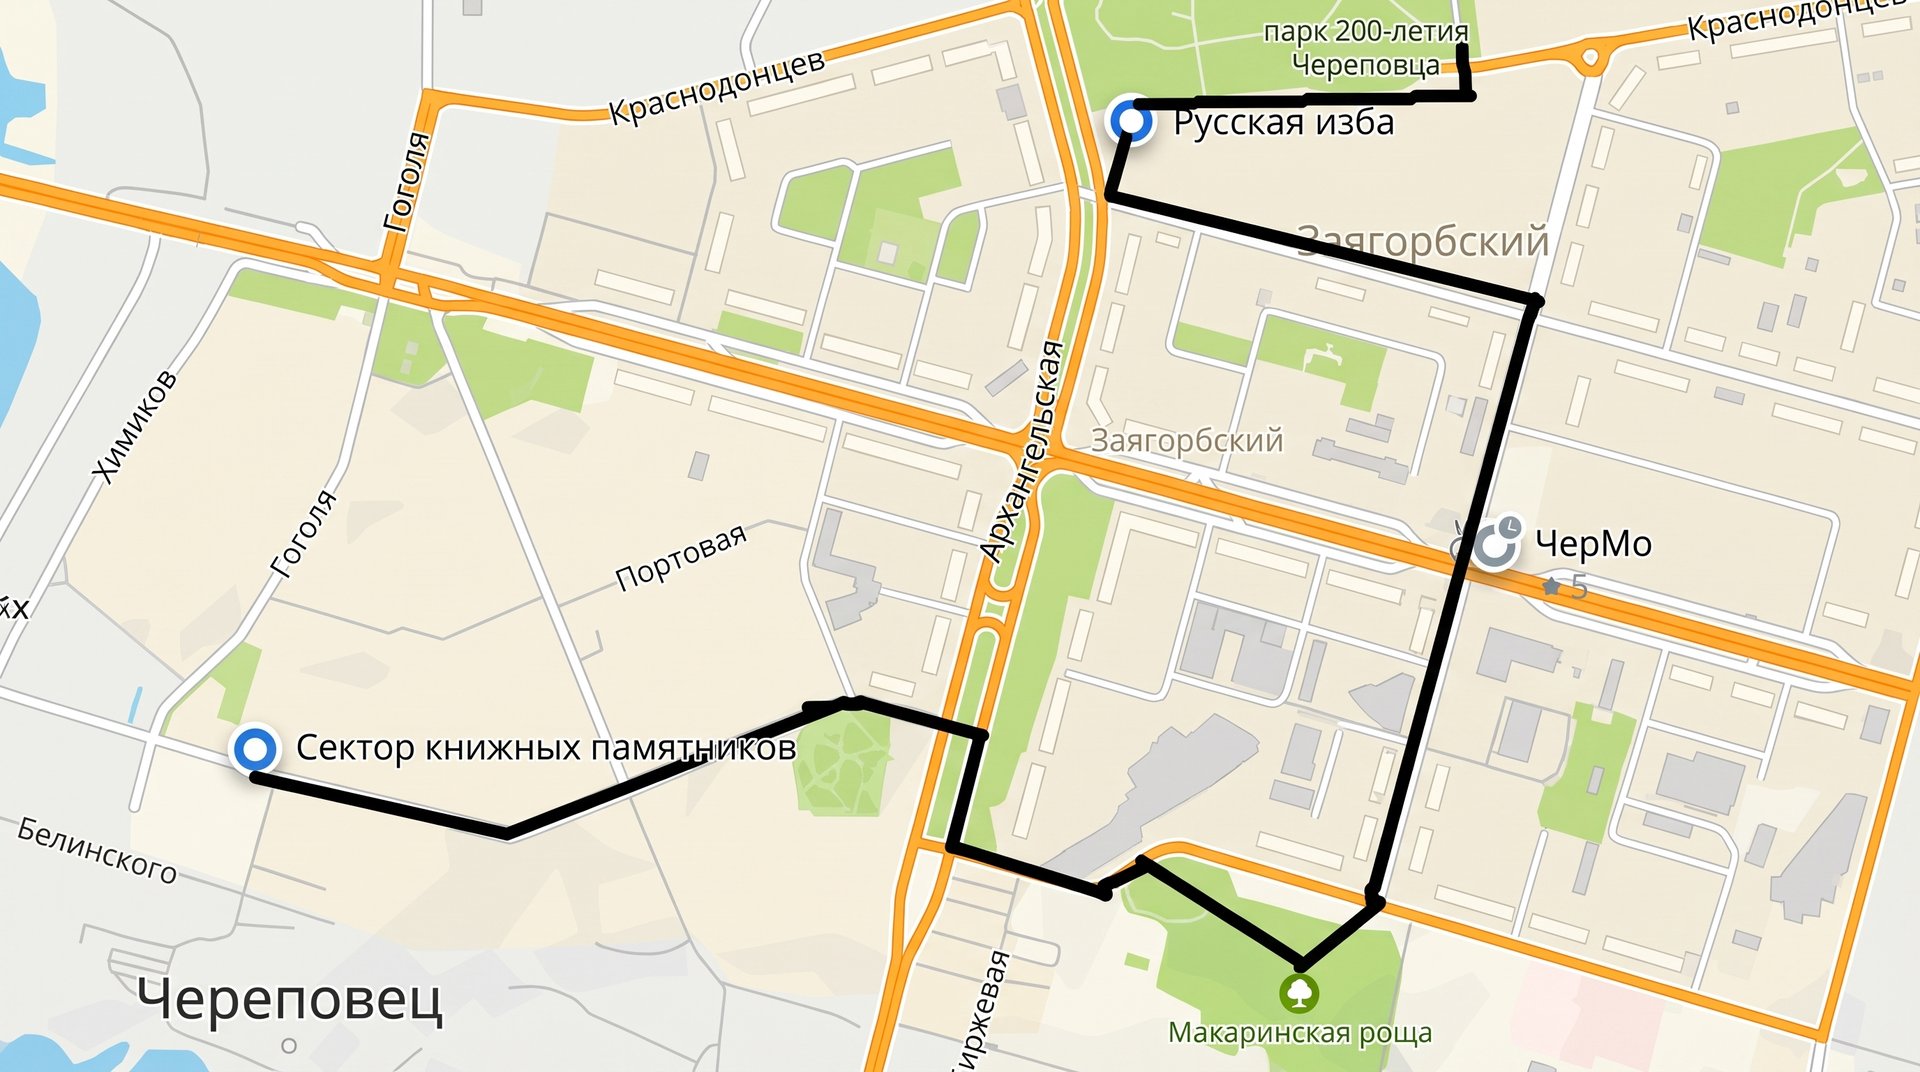 парк 200-летия
Череповца
Краснодонцев
Краснодонцев
Русская изба
Гоголя
Заягорбский
Архангельская
Заягорбский
Химиков
Гоголя
Портовая
ЧерМо
5
Сектор книжных памятников
Белинского
Череповец
Макаринская роща